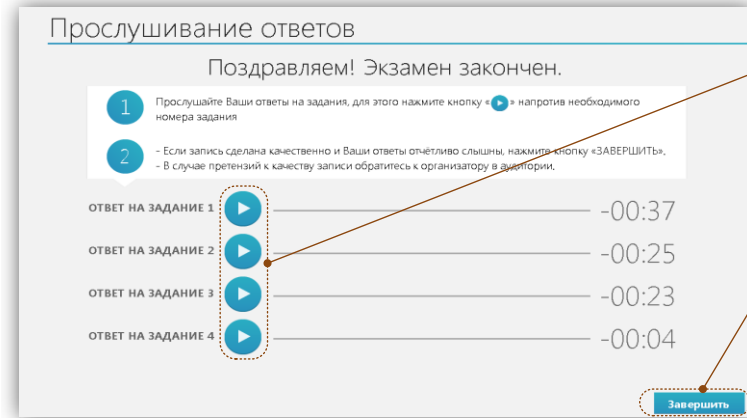 Прослушивание ответов
Поздравляем! Экзамен закончен.
1 Прослушайте Ваши ответы на задания, для этого нажмите кнопку « » напротив необходимого
номера задания
2 - Если запись сделана качественно и Ваши ответы отчётливо слышны, нажмите кнопку «ЗАВЕРШИТЬ».
- В случае претензий к качеству записи обратитесь к организатору в аудитории.
ОТВЕТ НА ЗАДАНИЕ 1 -00:37
ОТВЕТ НА ЗАДАНИЕ 2 -00:25
ОТВЕТ НА ЗАДАНИЕ 3 -00:23
ОТВЕТ НА ЗАДАНИЕ 4 -00:04
Завершить